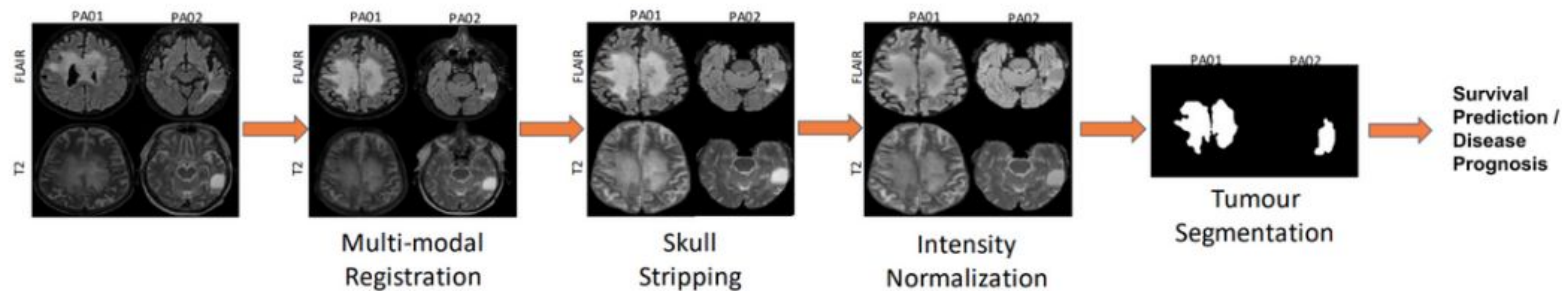 PA01 PA02
FLAIR
T2
PA01 PA02
FLAIR
T2
Multi-modal
Registration
PA01 PA02
FLAIR
T2
Skull
Stripping
PA01 PA02
FLAIR
T2
Intensity
Normalization
PA01 PA02
Tumour
Segmentation
Survival
Prediction /
Disease
Prognosis